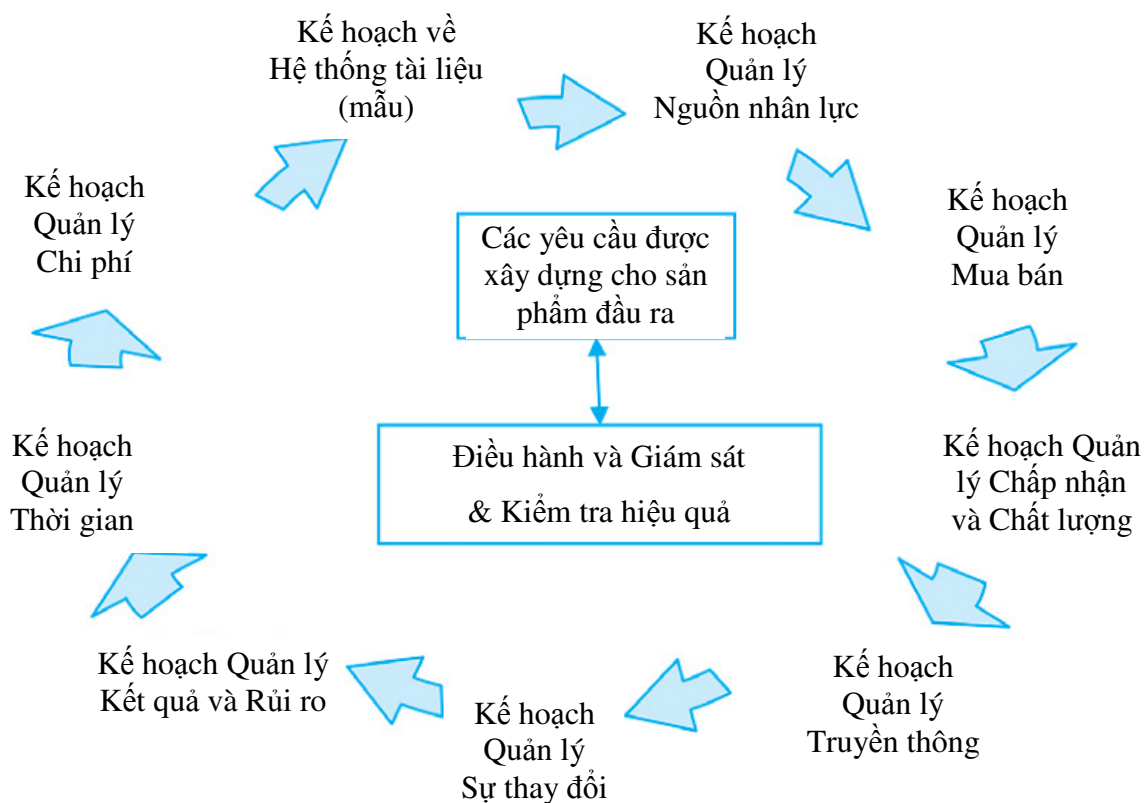 Kế hoạch về
Hệ thống tài liệu
(mẫu)
Kế hoạch
Quản lý
Nguồn nhân lực
Kế hoạch
Quản lý
Mua bán
Kế hoạch Quản
lý Chấp nhận
và Chất lượng
Kế hoạch
Quản lý
Truyền thông
Kế hoạch
Quản lý
Sự thay đổi
Kế hoạch Quản lý
Kết quả và Rủi ro
Kế hoạch
Quản lý
Thời gian
Kế hoạch
Quản lý
Chi phí
Các yêu cầu được
xây dựng cho sản
phẩm đầu ra
Điều hành và Giám sát
& Kiểm tra hiệu quả